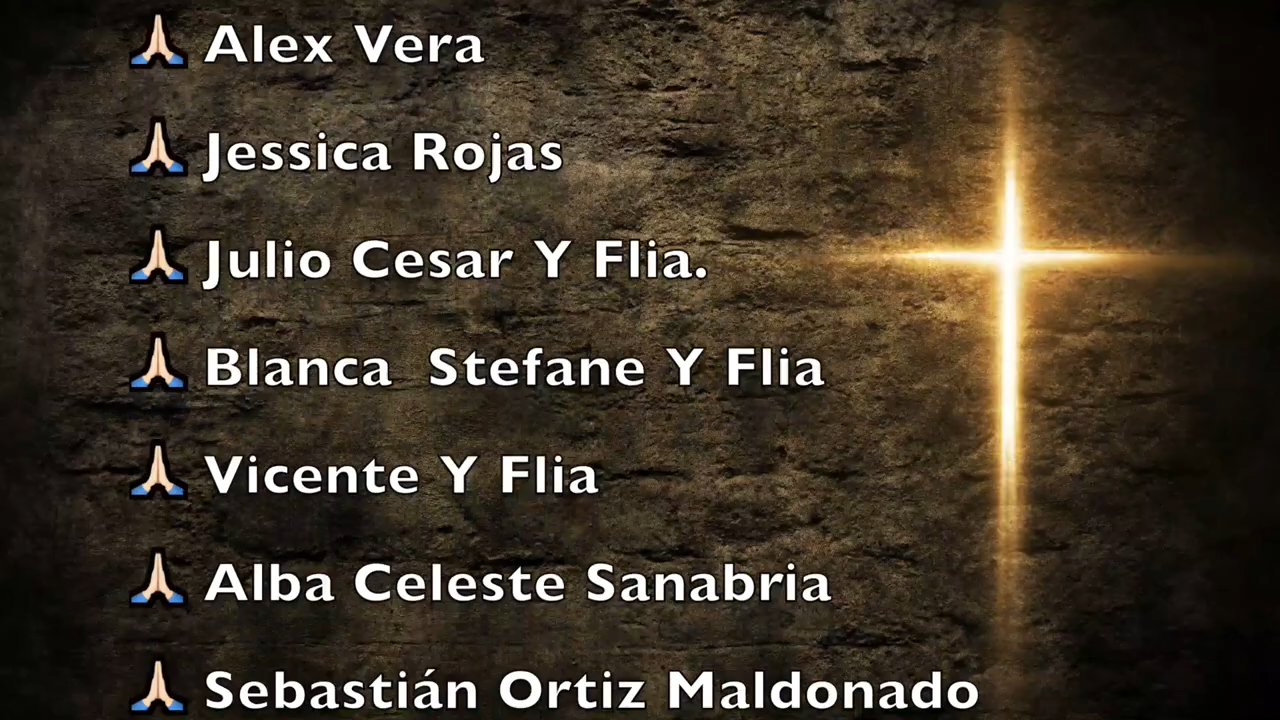 🙏🏻 Alex Vera
🙏🏻 Jessica Rojas
🙏🏻 Julio Cesar Y Flia.
🙏🏻 Blanca  Stefane Y Flia
🙏🏻 Vicente Y Flia
🙏🏻 Alba Celeste Sanabria
🙏🏻 Sebastián Ortiz Maldonado